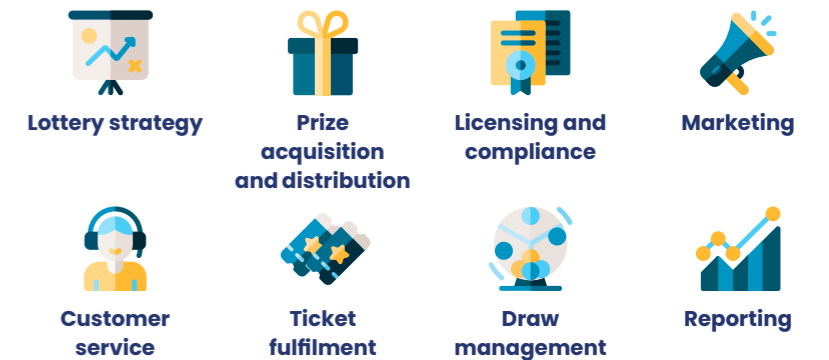 Lottery strategy
Prize
acquisition
and distribution
Licensing and
compliance
Marketing
Customer
service
Ticket
fulfilment
Draw
management
Reporting